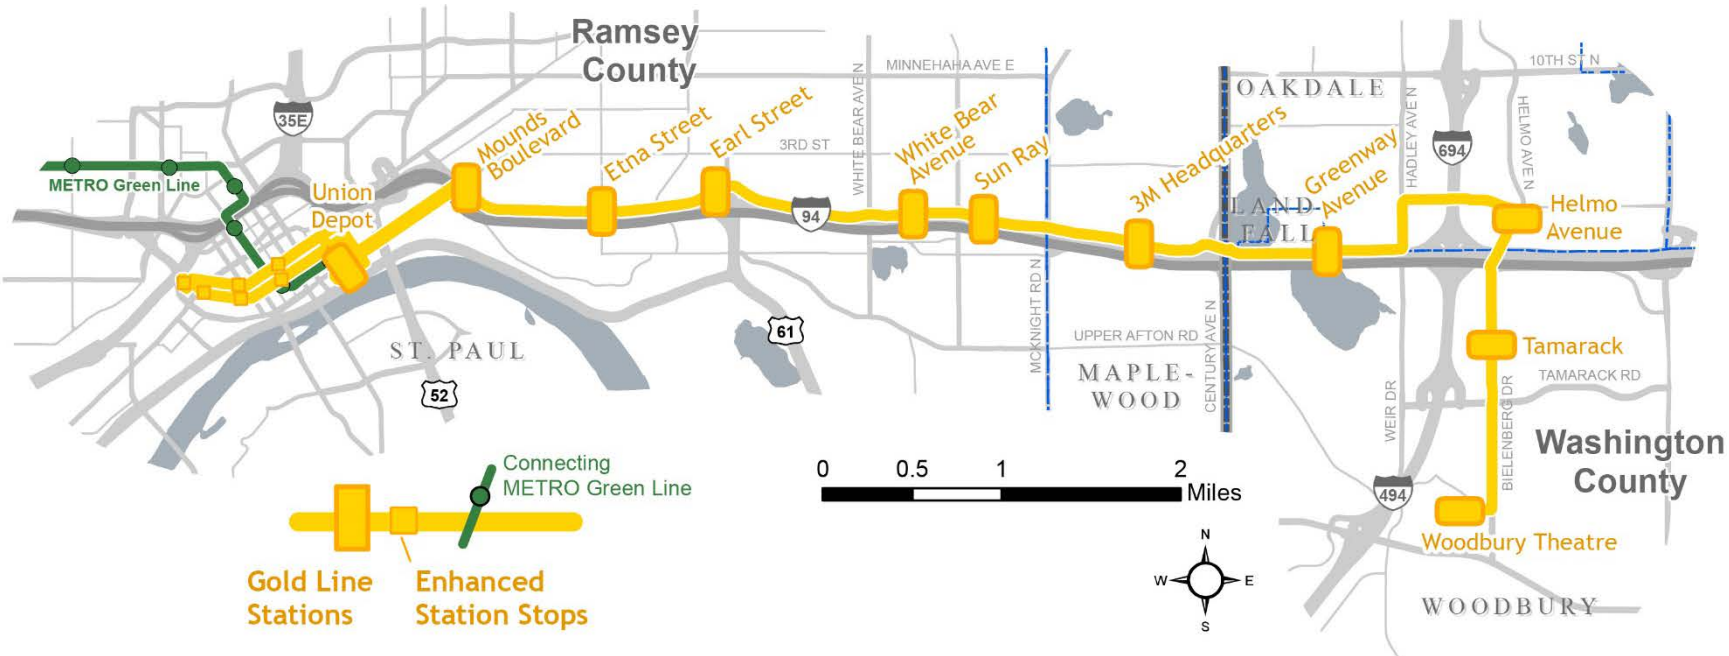 Ramsey
County
MINNEHAHA AVE E
10TH ST N
OAKDALE
35E
WHITE BEAR AVE N
HADLEY AVE N
HELMO AVE N
Mounds
Boulevard
Etna Street
Earl Street
3RD ST
White Bear
Avenue
Sun Ray
3M Headquarters
Greenway
Avenue
694
METRO Green Line
Union
Depot
94
LAND-
FALL
Helmo
Avenue
ST. PAUL
52
61
MCKNIGHT RD N
UPPER AFTON RD
CENTURY AVE N
MAPLE-
WOOD
Tamarack
TAMARACK RD
WEIR DR
BIELENBERG DR
Washington
County
494
Woodbury Theatre
WOODBURY
Connecting
METRO Green Line
Gold Line
Stations
Enhanced
Station Stops
0 0.5 1 2
Miles
N
W E
S